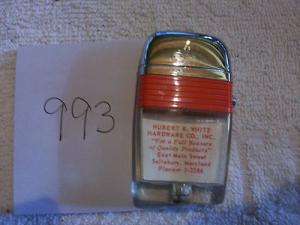 993
HUBERT R. WHITE
HARDWARE CO., INC.
"For a Full Measure
of Quality Products"
East Main Street
Salisbury, Maryland
Pioneer 2-3286